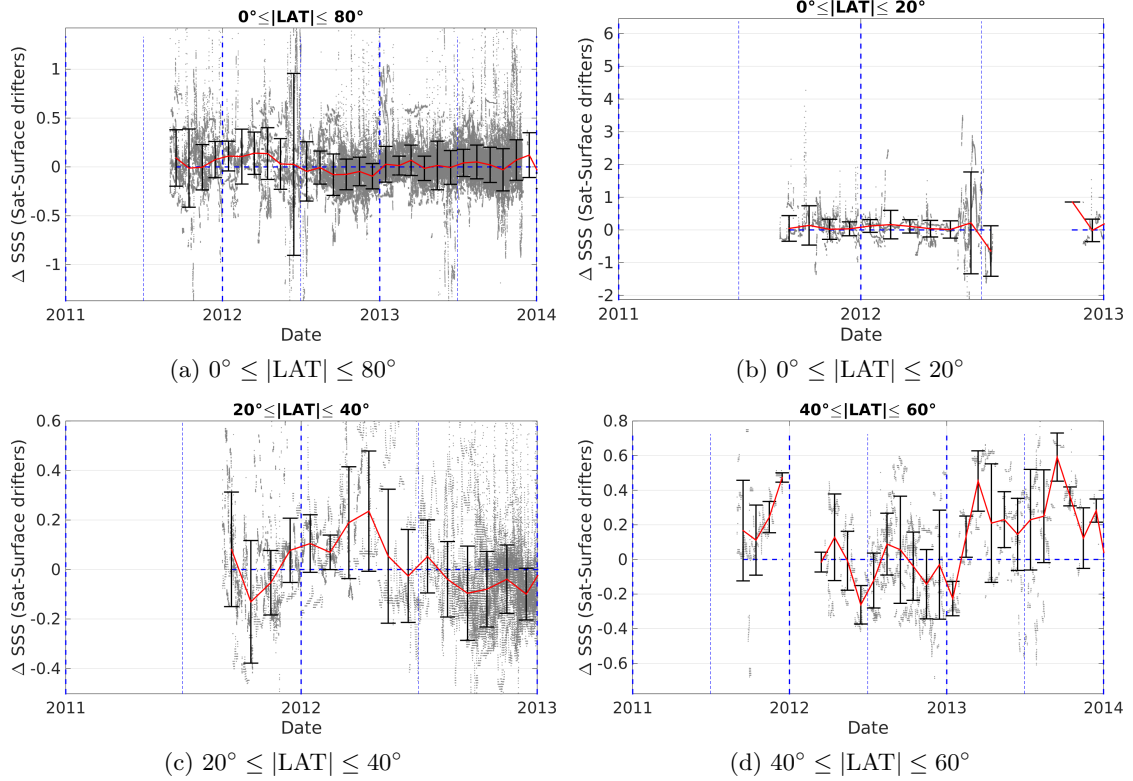 0°≤|LAT|≤ 80°
Δ SSS (Sat-Surface drifters)
1
0.5
0
-0.5
-1
2011
2012
2013
2014
Date
(a) 0° ≤ |LAT| ≤ 80°
0°≤|LAT|≤ 20°
Δ SSS (Sat-Surface drifters)
6
5
4
3
2
1
0
-1
-2
2011
2012
2013
Date
(b) 0° ≤ |LAT| ≤ 20°
20°≤|LAT|≤ 40°
Δ SSS (Sat-Surface drifters)
0.6
0.4
0.2
0
-0.2
-0.4
2011
2012
2013
Date
(c) 20° ≤ |LAT| ≤ 40°
40°≤|LAT|≤ 60°
Δ SSS (Sat-Surface drifters)
0.8
0.6
0.4
0.2
0
-0.2
-0.4
-0.6
2011
2012
2013
2014
Date
(d) 40° ≤ |LAT| ≤ 60°